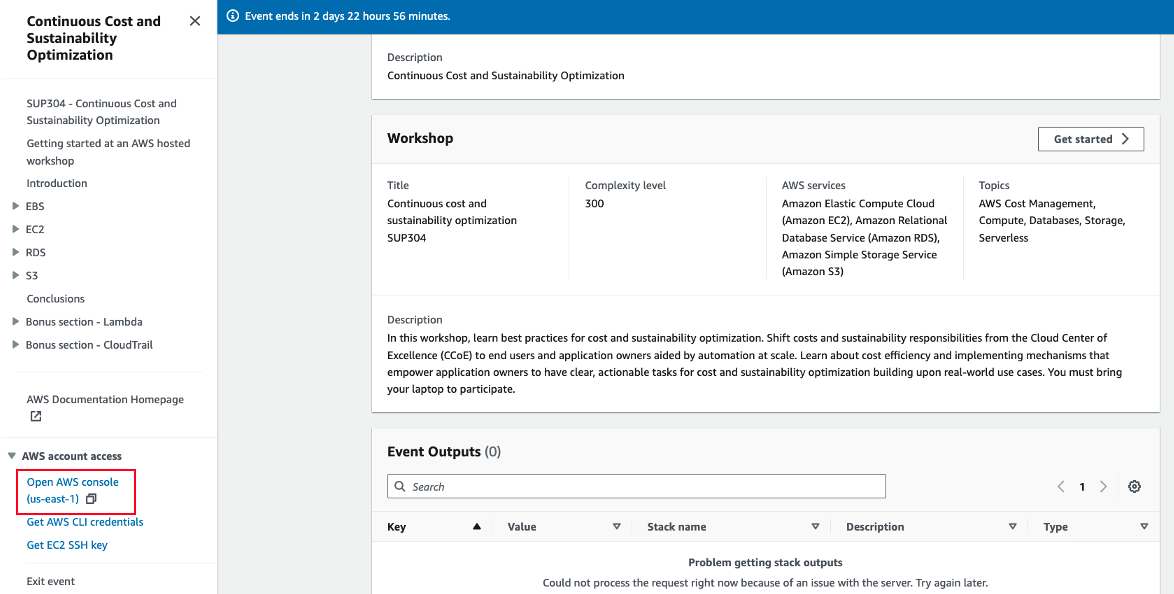 Continuous Cost and
Sustainability
Optimization
SUP304 - Continuous Cost and
Sustainability Optimization
Getting started at an AWS hosted
workshop
Introduction
EBS
EC2
RDS
S3
Conclusions
Bonus section - Lambda
Bonus section - CloudTrail
AWS Documentation Homepage
AWS account access
Open AWS console
(us-east-1)
Get AWS CLI credentials
Get EC2 SSH key
Exit event
Event ends in 2 days 22 hours 56 minutes.
Description
Continuous Cost and Sustainability Optimization
Workshop
Get started
Title
Continuous cost and
sustainability optimization
SUP304
Complexity level
300
AWS services
Amazon Elastic Compute Cloud
(Amazon EC2), Amazon Relational
Database Service (Amazon RDS),
Amazon Simple Storage Service
(Amazon S3)
Topics
AWS Cost Management,
Compute, Databases, Storage,
Serverless
Description
In this workshop, learn best practices for cost and sustainability optimization. Shift costs and sustainability responsibilities from the Cloud Center of
Excellence (CCoE) to end users and application owners aided by automation at scale. Learn about cost efficiency and implementing mechanisms that
empower application owners to have clear, actionable tasks for cost and sustainability optimization building upon real-world use cases. You must bring
your laptop to participate.
Event Outputs (0)
Search
1
Key Value Stack name Description Type
Problem getting stack outputs
Could not process the request right now because of an issue with the server. Try again later.